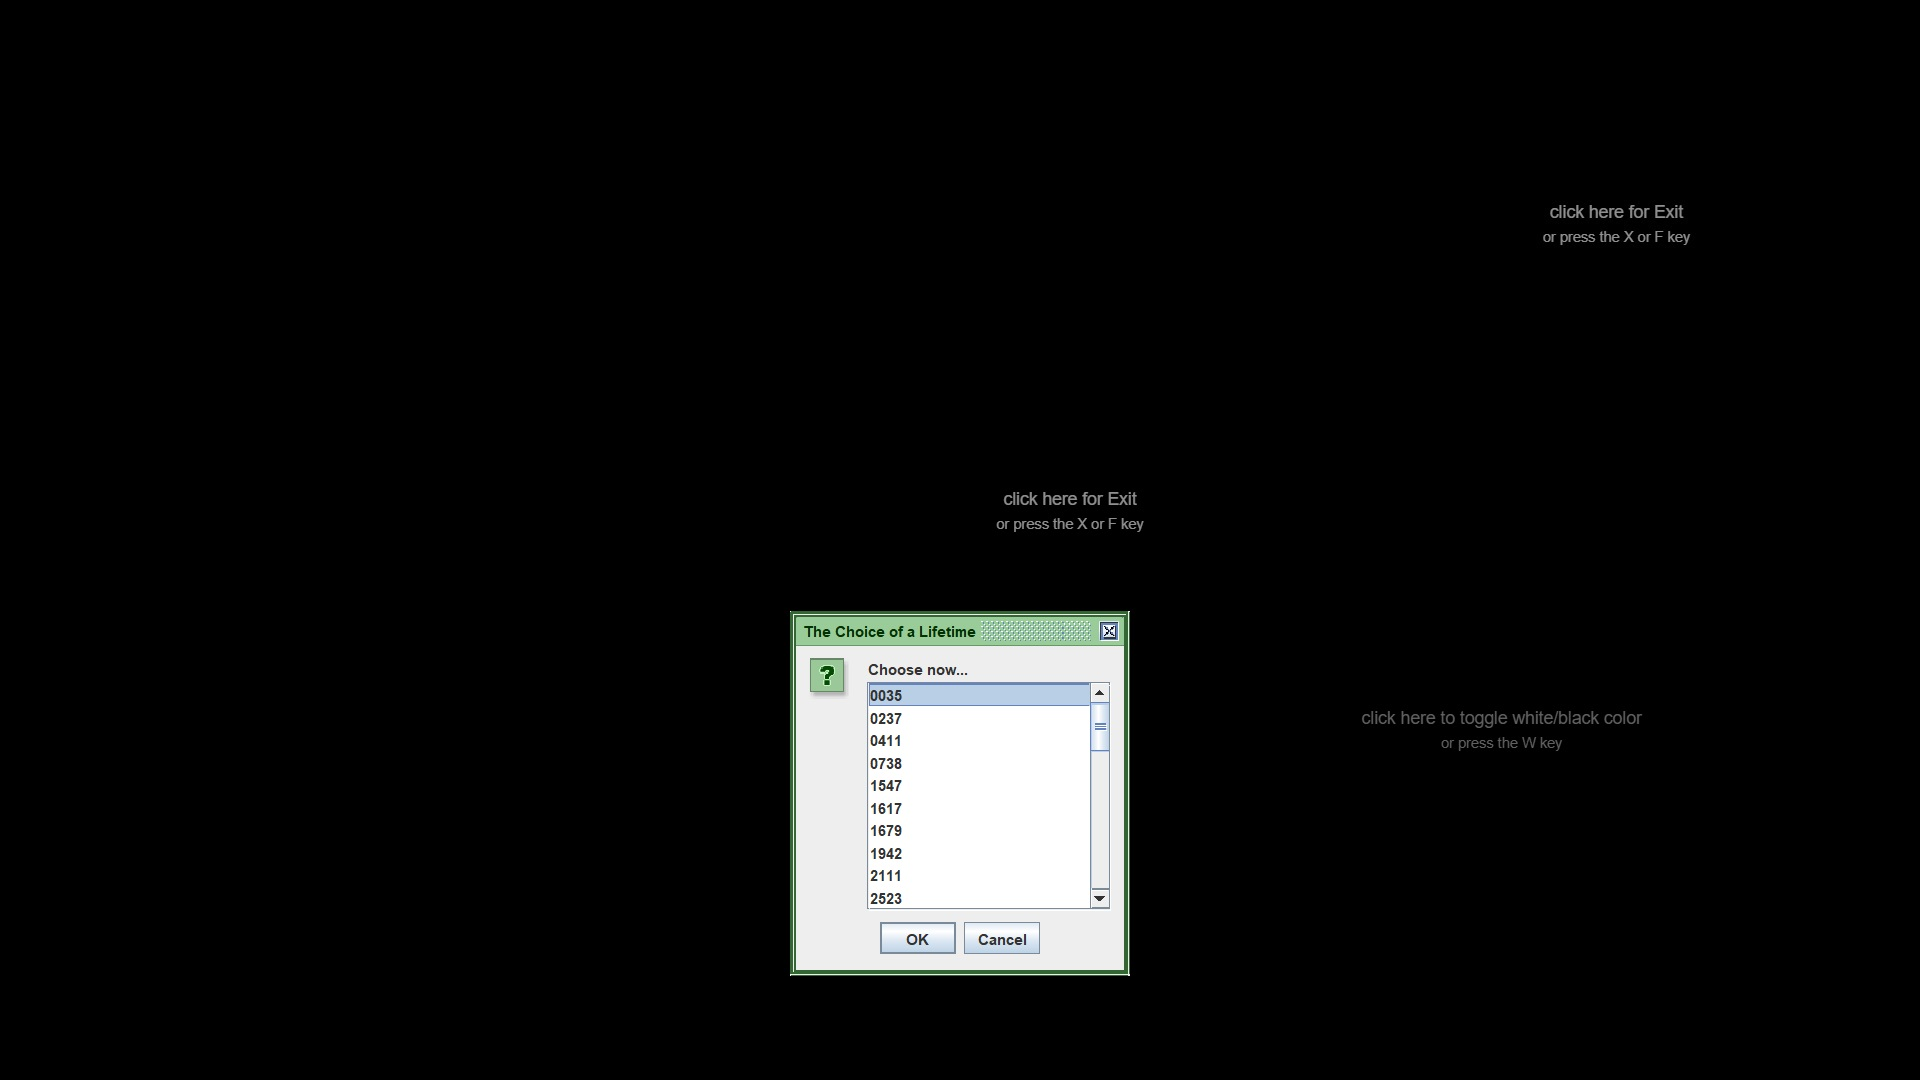 click here for Exit
or press the X or F key
click here for Exit
or press the X or F key
The Choice of a Lifetime
?
Choose now...
0035
0237
0411
0738
1547
1617
1679
1942
2111
2523
OK
Cancel
click here to toggle white/black color
or press the W key